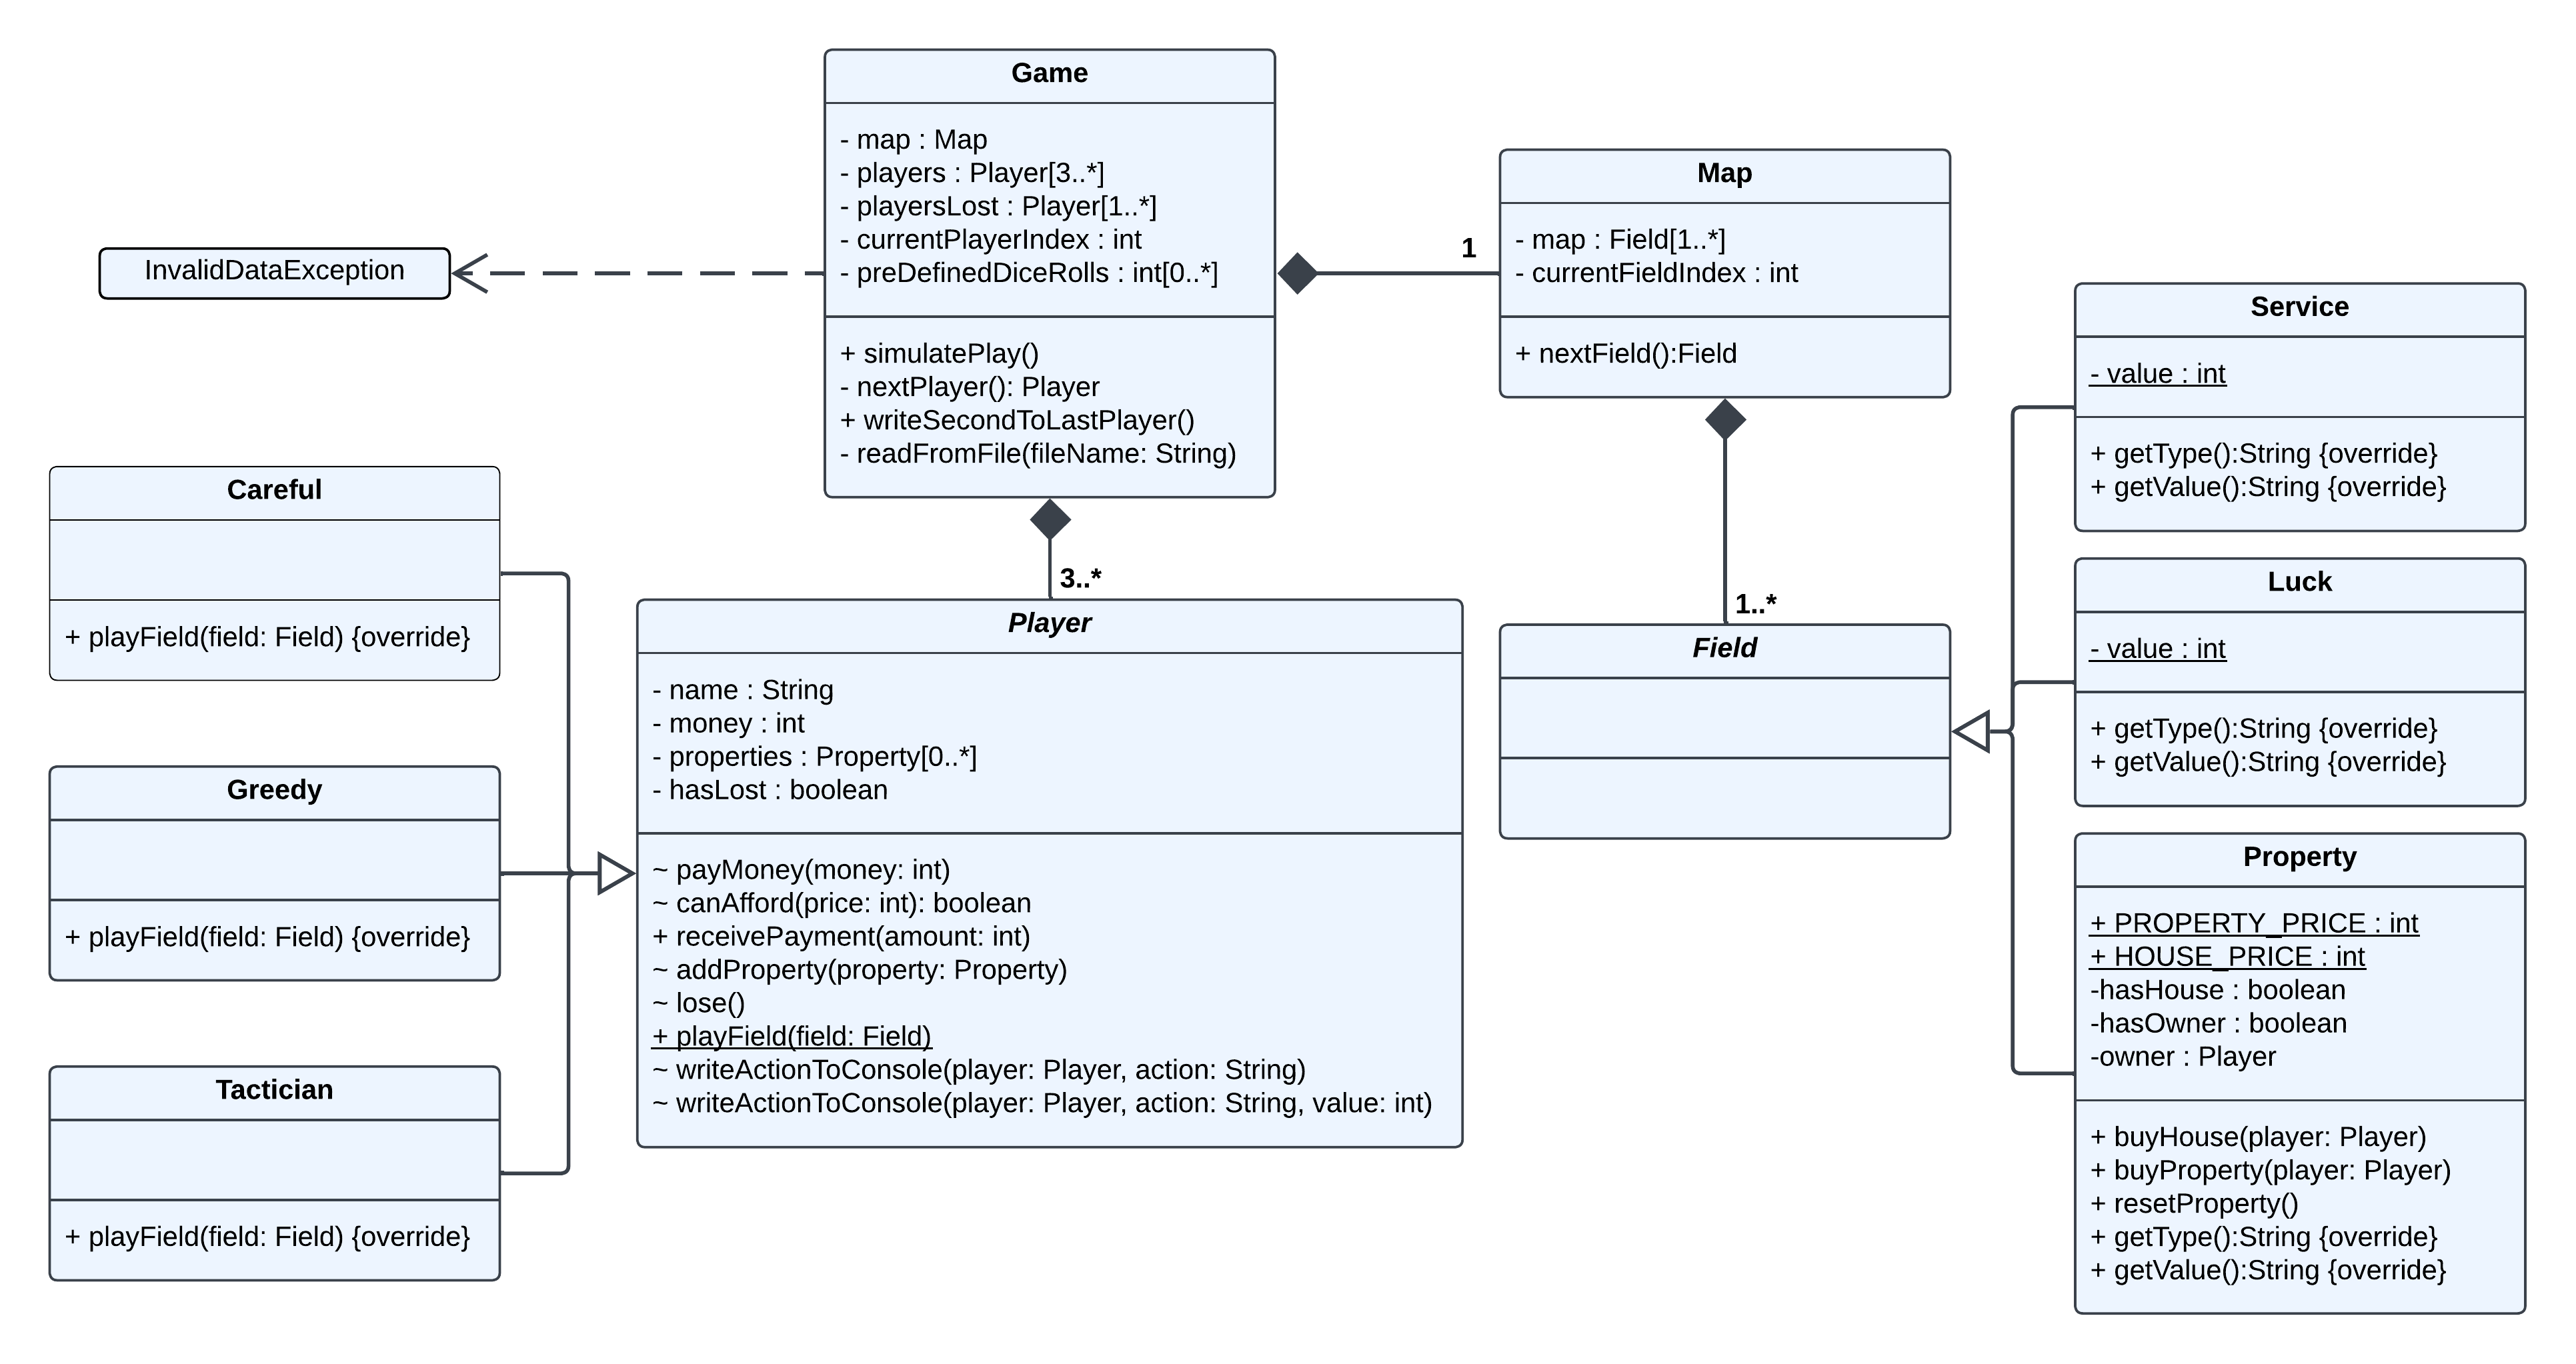 Game
- map : Map
- players : Player[3..*]
- playersLost : Player[1..*]
- currentPlayerIndex : int
- preDefinedDiceRolls : int[0..*]
+ simulatePlay()
- nextPlayer(): Player
+ writeSecondToLastPlayer()
- readFromFile(fileName: String)
InvalidDataException
1
Map
- map : Field[1..*]
- currentFieldIndex : int
+ nextField():Field
Service
- value : int
+ getType():String {override}
+ getValue():String {override}
Careful
+ playField(field: Field) {override}
Greedy
+ playField(field: Field) {override}
Tactician
+ playField(field: Field) {override}
3..*
Player
- name : String
- money : int
- properties : Property[0..*]
- hasLost : boolean
~ payMoney(money: int)
~ canAfford(price: int): boolean
+ receivePayment(amount: int)
~ addProperty(property: Property)
~ lose()
+ playField(field: Field)
~ writeActionToConsole(player: Player, action: String)
~ writeActionToConsole(player: Player, action: String, value: int)
1..*
Field
Luck
- value : int
+ getType():String {override}
+ getValue():String {override}
Property
+ PROPERTY_PRICE : int
+ HOUSE_PRICE : int
-hasHouse : boolean
-hasOwner : boolean
-owner : Player
+ buyHouse(player: Player)
+ buyProperty(player: Player)
+ resetProperty()
+ getType():String {override}
+ getValue():String {override}